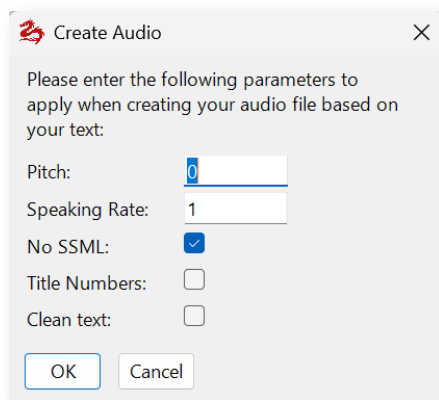 Create Audio
Please enter the following parameters to
apply when creating your audio file based on
your text:
Pitch: 0
Speaking Rate: 1
No SSML:
Title Numbers:
Clean text:
OK Cancel